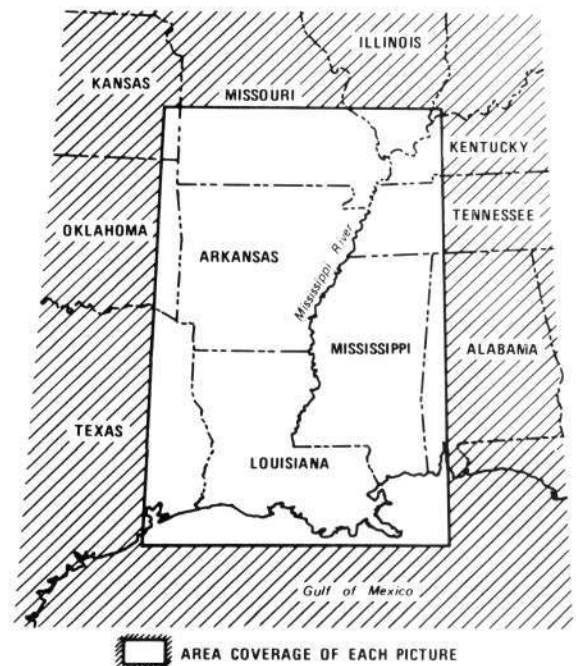 ILLINOIS
KANSAS
MISSOURI
KENTUCKY
TENNESSEE
OKLAHOMA
ARKANSAS
Mississippi River
MISSISSIPPI
ALABAMA
TEXAS
LOUISIANA
Gulf of Mexico
AREA COVERAGE OF EACH PICTURE